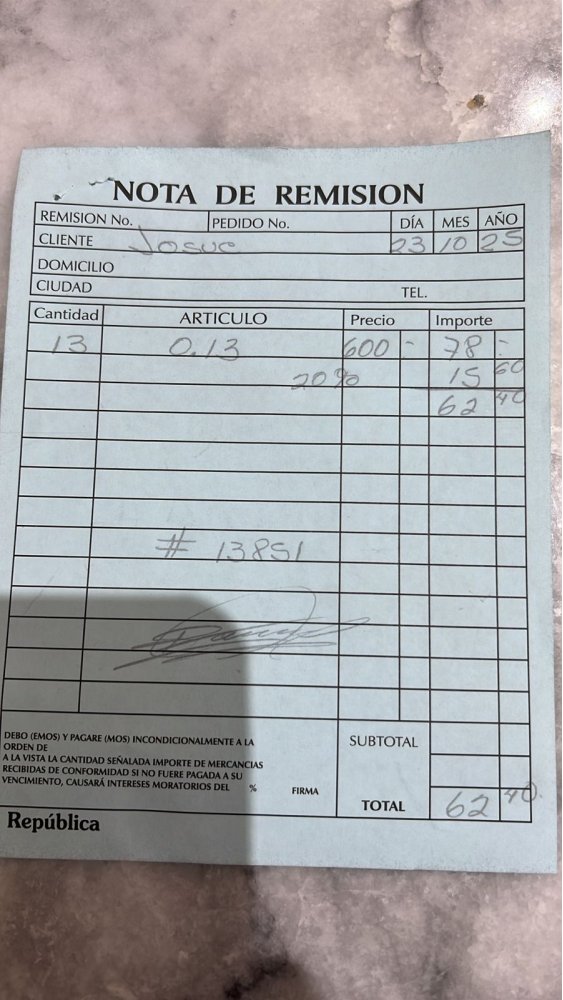 NOTA DE REMISION
REMISION No. PEDIDO No. DÍA MES AÑO
CLIENTE Josue 23 10 25
DOMICILIO
CIUDAD TEL.
Cantidad ARTICULO Precio Importe
13 0.13 600 - 78 -
20% 15 60
62 40
# 13851
DEBO (EMOS) Y PAGARE (MOS) INCONDICIONALMENTE A LA
ORDEN DE
A LA VISTA LA CANTIDAD SEÑALADA IMPORTE DE MERCANCIAS
RECIBIDAS DE CONFORMIDAD SI NO FUERE PAGADA A SU
VENCIMIENTO, CAUSARÁ INTERESES MORATORIOS DEL % FIRMA
SUBTOTAL
TOTAL 62 40
República